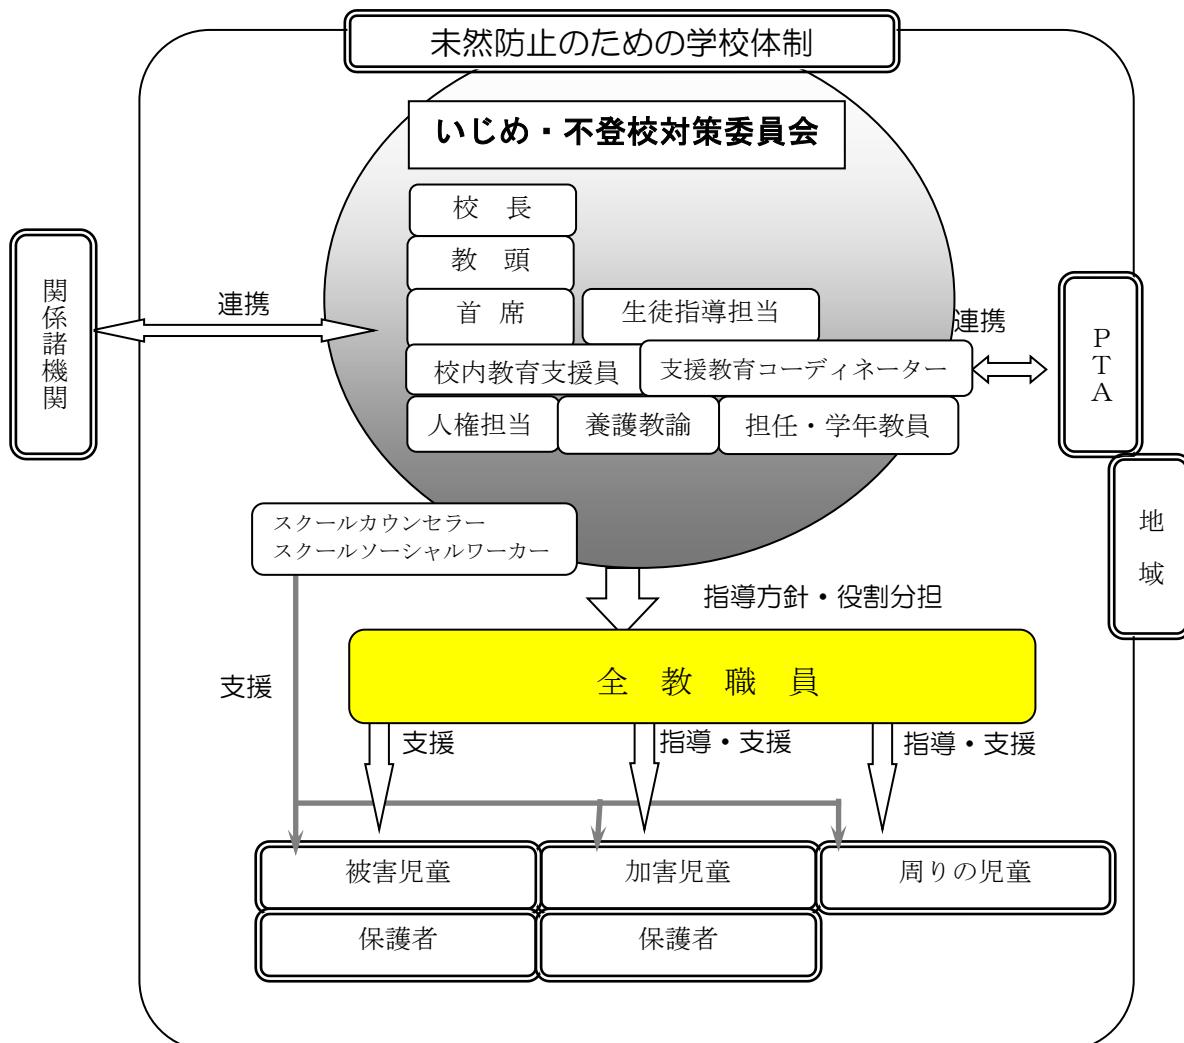 未然防止のための学校体制
いじめ・不登校対策委員会
校　長
教　頭
首 席
生徒指導担当
校内教育支援員
支援教育コーディネーター
人権担当
養護教諭
担任・学年教員
関係諸機関
連携
連携
PTA
地域
スクールカウンセラー
スクールソーシャルワーカー
指導方針・役割分担
全 教 職 員
支援
支援
指導・支援
指導・支援
被害児童
加害児童
周りの児童
保護者
保護者